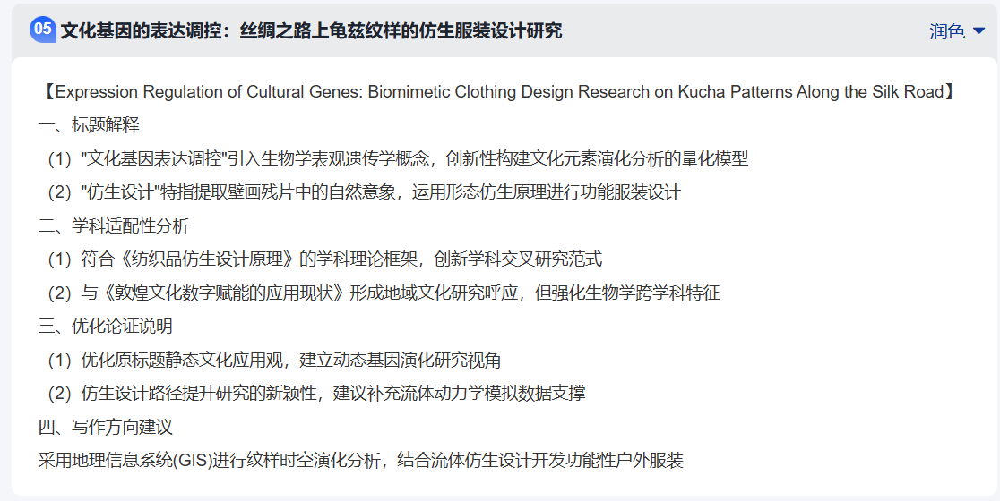 05 文化基因的表达调控：丝绸之路上龟兹纹样的仿生服装设计研究 润色
【Expression Regulation of Cultural Genes: Biomimetic Clothing Design Research on Kucha Patterns Along the Silk Road】
一、标题解释
（1）"文化基因表达调控"引入生物学表观遗传学概念，创新性构建文化元素演化分析的量化模型
（2）"仿生设计"特指提取壁画残片中的自然意象，运用形态仿生原理进行功能服装设计
二、学科适配性分析
（1）符合《纺织品仿生设计原理》的学科理论框架，创新学科交叉研究范式
（2）与《敦煌文化数字赋能的应用现状》形成地域文化研究呼应，但强化生物学跨学科特征
三、优化论证说明
（1）优化原标题静态文化应用观，建立动态基因演化研究视角
（2）仿生设计路径提升研究的新颖性，建议补充流体动力学模拟数据支撑
四、写作方向建议
采用地理信息系统(GIS)进行纹样时空演化分析，结合流体仿生设计开发功能性户外服装